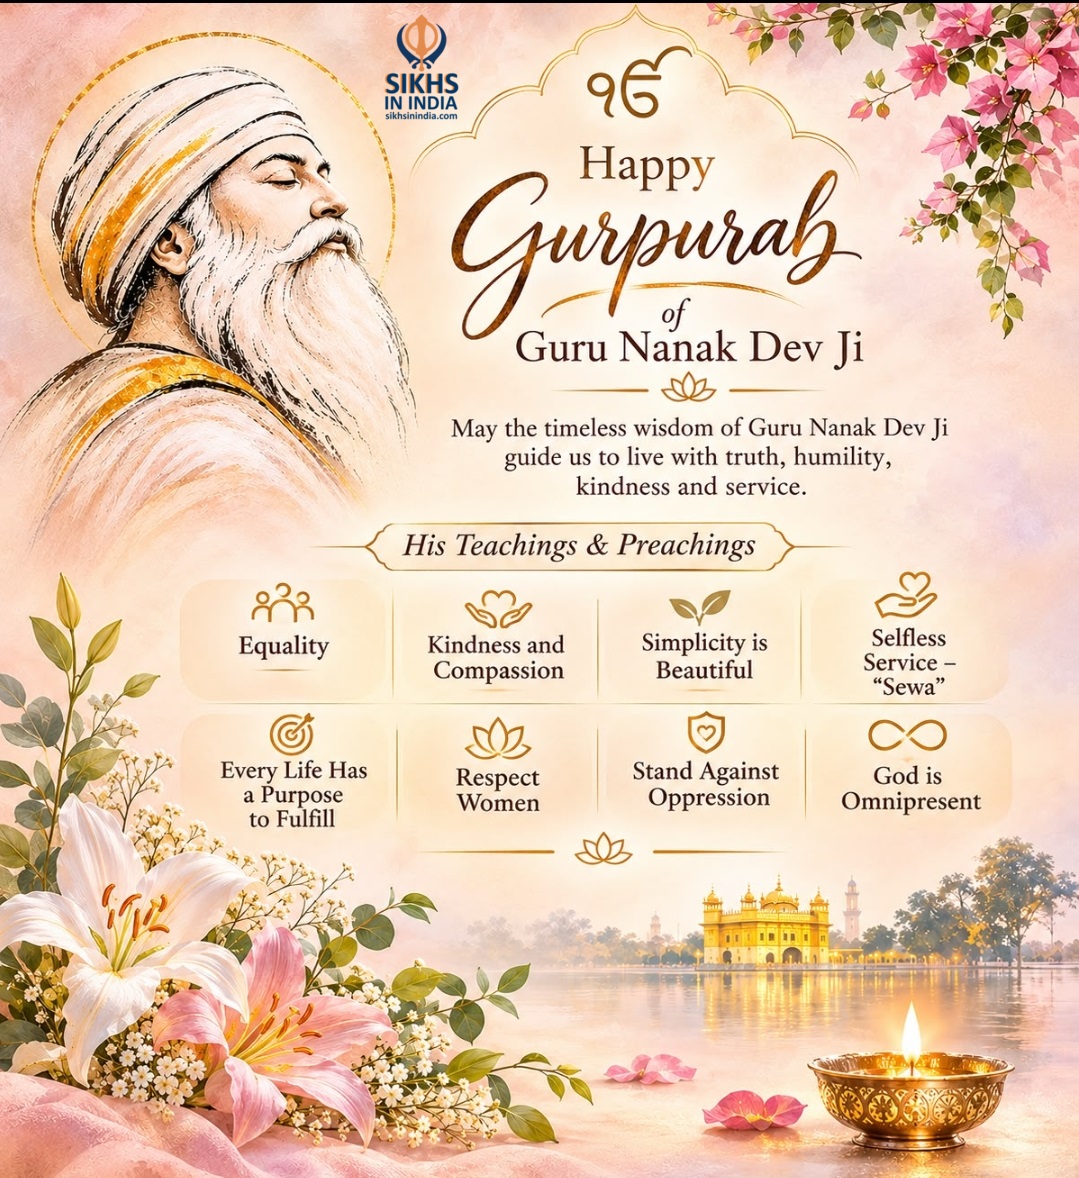 SIKHS
IN INDIA
sikhsinindia.com
ੴ
Happy
Gurpurab
of
Guru Nanak Dev Ji
May the timeless wisdom of Guru Nanak Dev Ji
guide us to live with truth, humility,
kindness and service.
His Teachings & Preachings
Equality
Kindness and
Compassion
Simplicity is
Beautiful
Selfless
Service –
“Sewa”
Every Life Has
a Purpose
to Fulfill
Respect
Women
Stand Against
Oppression
God is
Omnipresent